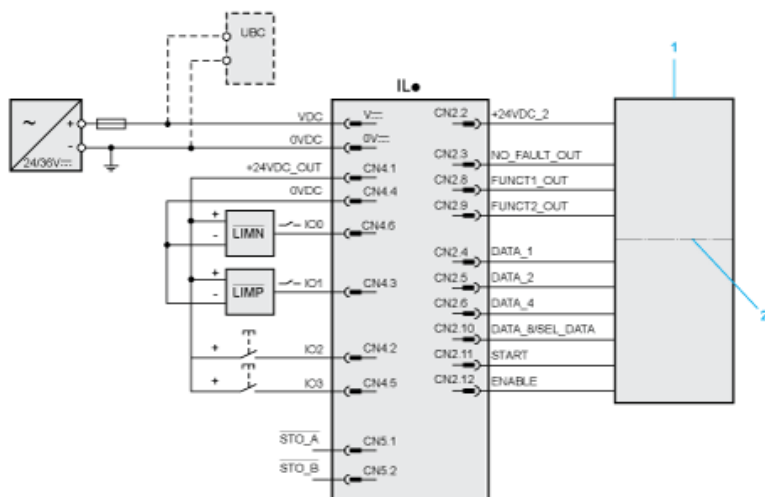 1
UBC
IL●
~
+
-
24/36V⎓
VDC
V⎓
CN2.2
+24VDC_2
0VDC
0V⎓
+24VDC_OUT
CN4.1
CN2.3
NO_FAULT_OUT
0VDC
CN4.4
CN2.8
FUNCT1_OUT
CN2.9
FUNCT2_OUT
+
-
LIMN
IO0
CN4.6
CN2.4
DATA_1
+
-
LIMP
IO1
CN4.3
CN2.5
DATA_2
CN2.6
DATA_4
2
CN2.10
DATA_8/SEL_DATA
+
IO2
CN4.2
CN2.11
START
+
IO3
CN4.5
CN2.12
ENABLE
STO_A
CN5.1
STO_B
CN5.2